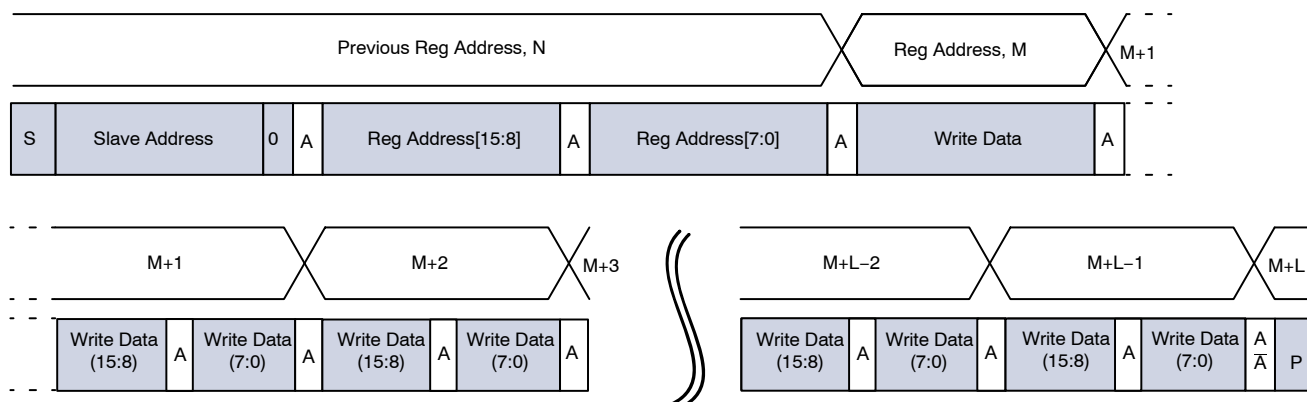 Previous Reg Address, N
Reg Address, M
M+1
S
Slave Address
0
A
Reg Address[15:8]
A
Reg Address[7:0]
A
Write Data
A
M+1
M+2
M+3
M+L−2
M+L−1
M+L
Write Data
(15:8)
A
Write Data
(7:0)
A
Write Data
(15:8)
A
Write Data
(7:0)
A
Write Data
(15:8)
A
Write Data
(7:0)
A
Write Data
(15:8)
A
Write Data
(7:0)
A
A̅
P